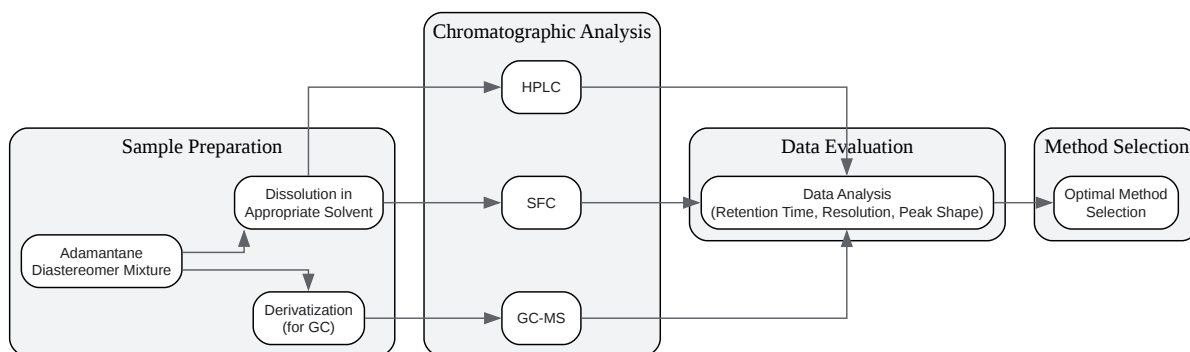 Sample Preparation
Adamantane
Diastereomer Mixture
Dissolution in
Appropriate Solvent
Derivatization
(for GC)
Chromatographic Analysis
HPLC
SFC
GC-MS
Data Evaluation
Data Analysis
(Retention Time, Resolution, Peak Shape)
Method Selection
Optimal Method
Selection